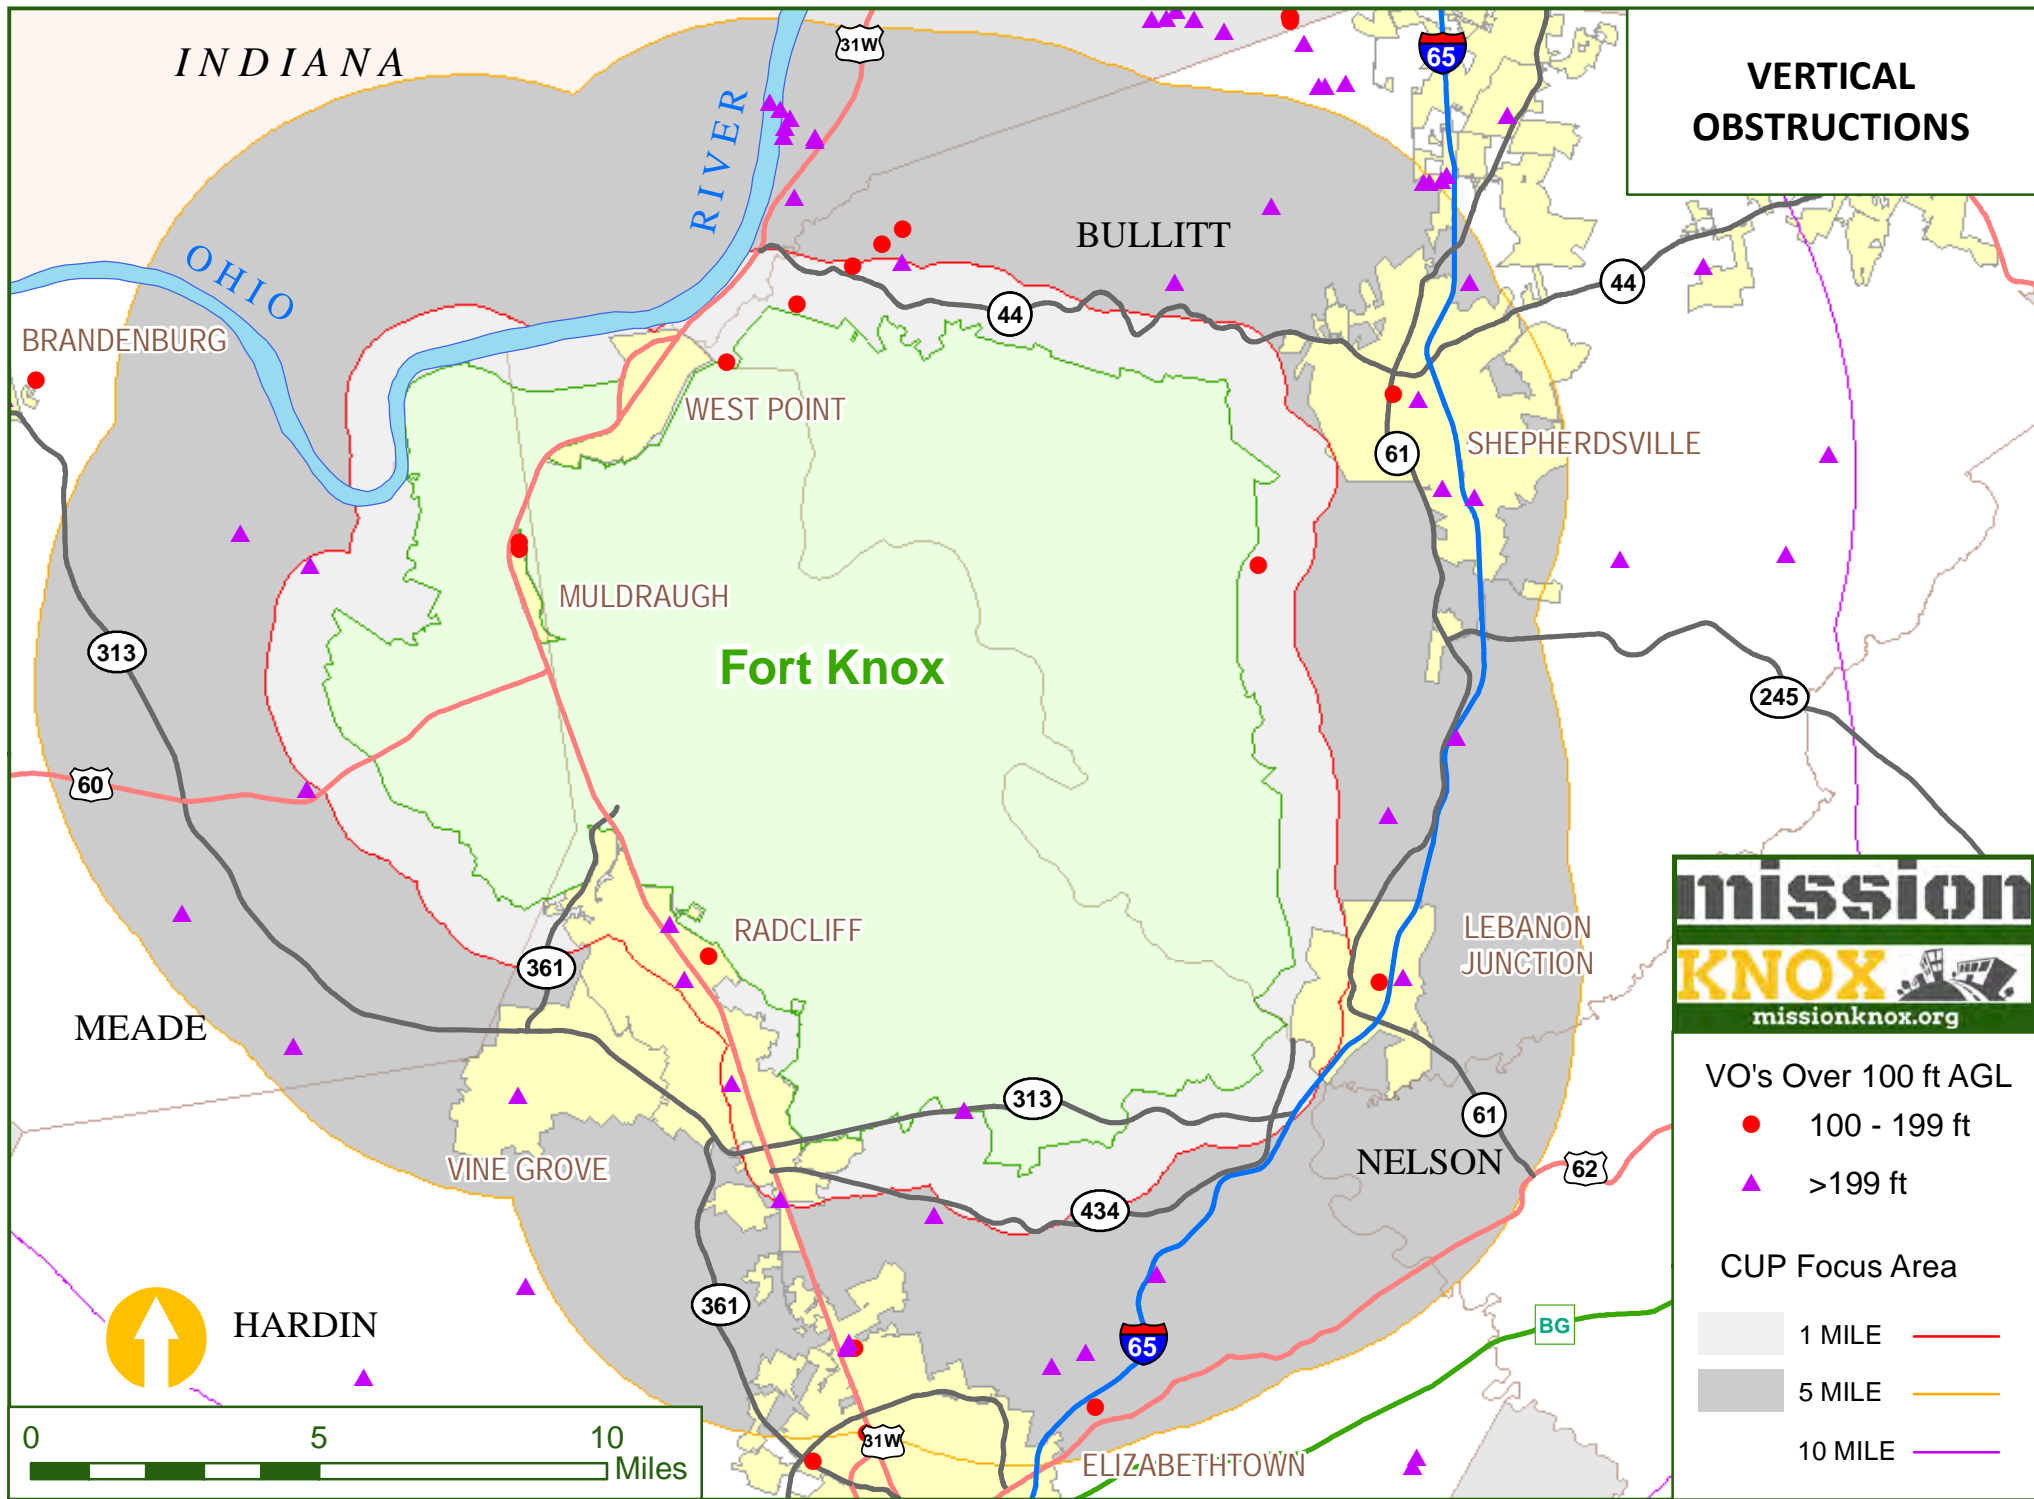 VERTICAL
OBSTRUCTIONS
INDIANA
31W
65
RIVER
OHIO
BULLITT
44
44
BRANDENBURG
WEST POINT
61
SHEPHERDSVILLE
MULDRAUGH
313
Fort Knox
245
60
RADCLIFF
361
LEBANON
JUNCTION
MEADE
313
61
VINE GROVE
NELSON
62
434
361
HARDIN
65
BG
31W
ELIZABETHTOWN
0 5 10
Miles
mission
KNOX
missionknox.org
VO's Over 100 ft AGL
100 - 199 ft
>199 ft
CUP Focus Area
1 MILE
5 MILE
10 MILE